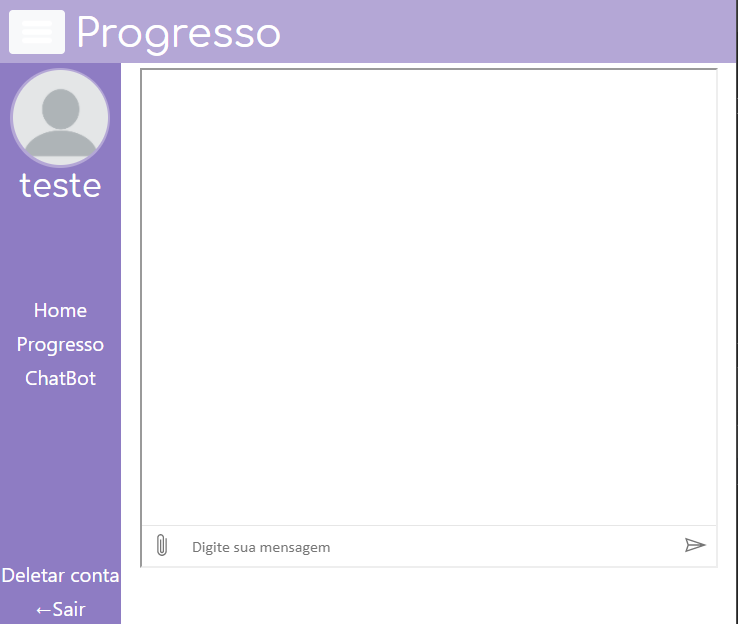 Progresso
teste
Home
Progresso
ChatBot
Digite sua mensagem
Deletar conta
←Sair